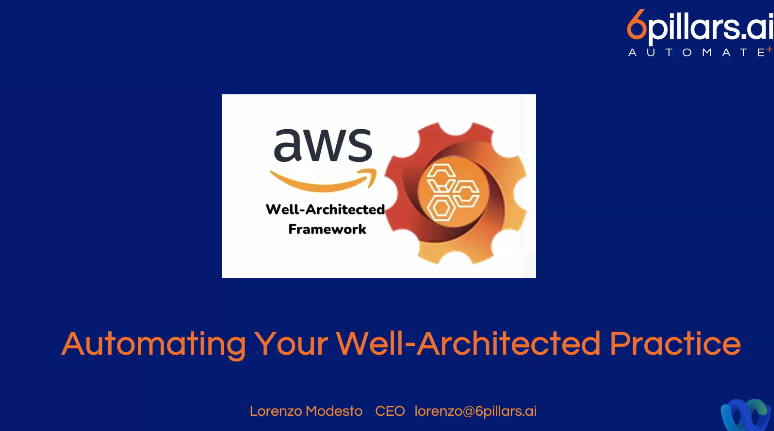 6pillars.ai
AUTOMATE+
aws
Well-Architected
Framework
Automating Your Well-Architected Practice
Lorenzo Modesto CEO lorenzo@6pillars.ai